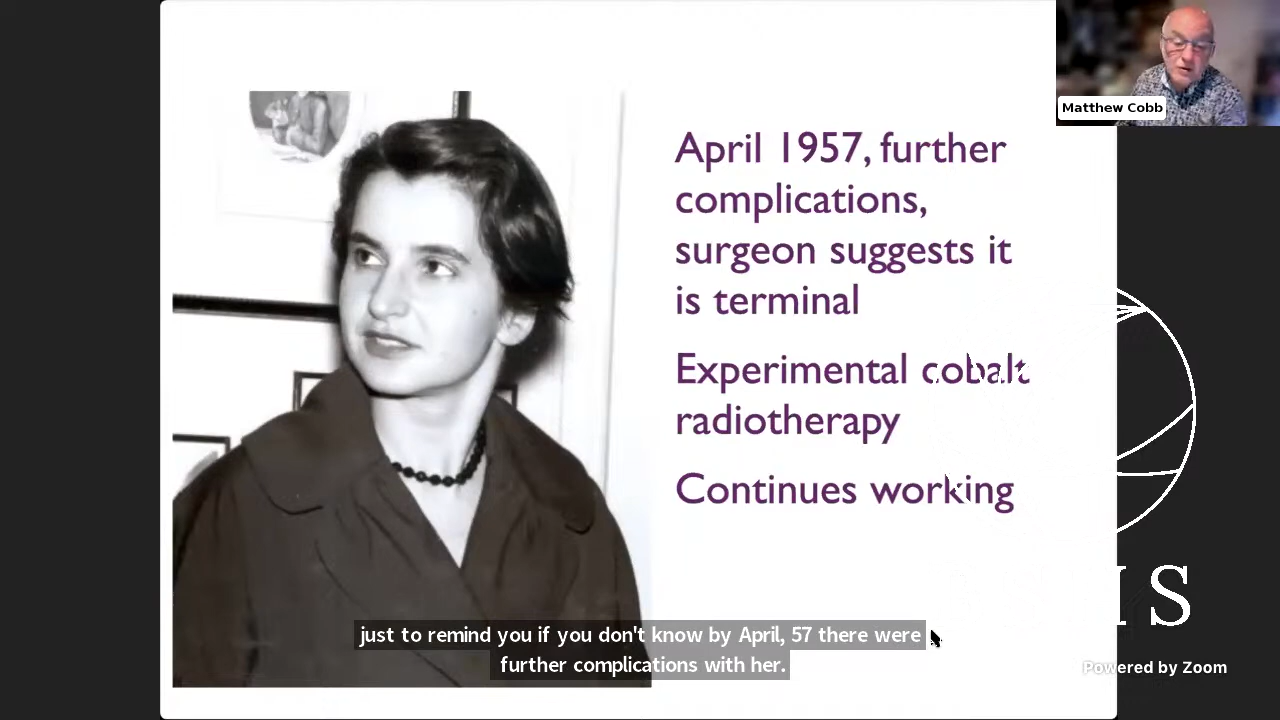 Matthew Cobb
April 1957, further
complications,
surgeon suggests it
is terminal
Experimental cobalt
radiotherapy
Continues working
just to remind you if you don't know by April, 57 there were
further complications with her.
S
Powered by Zoom